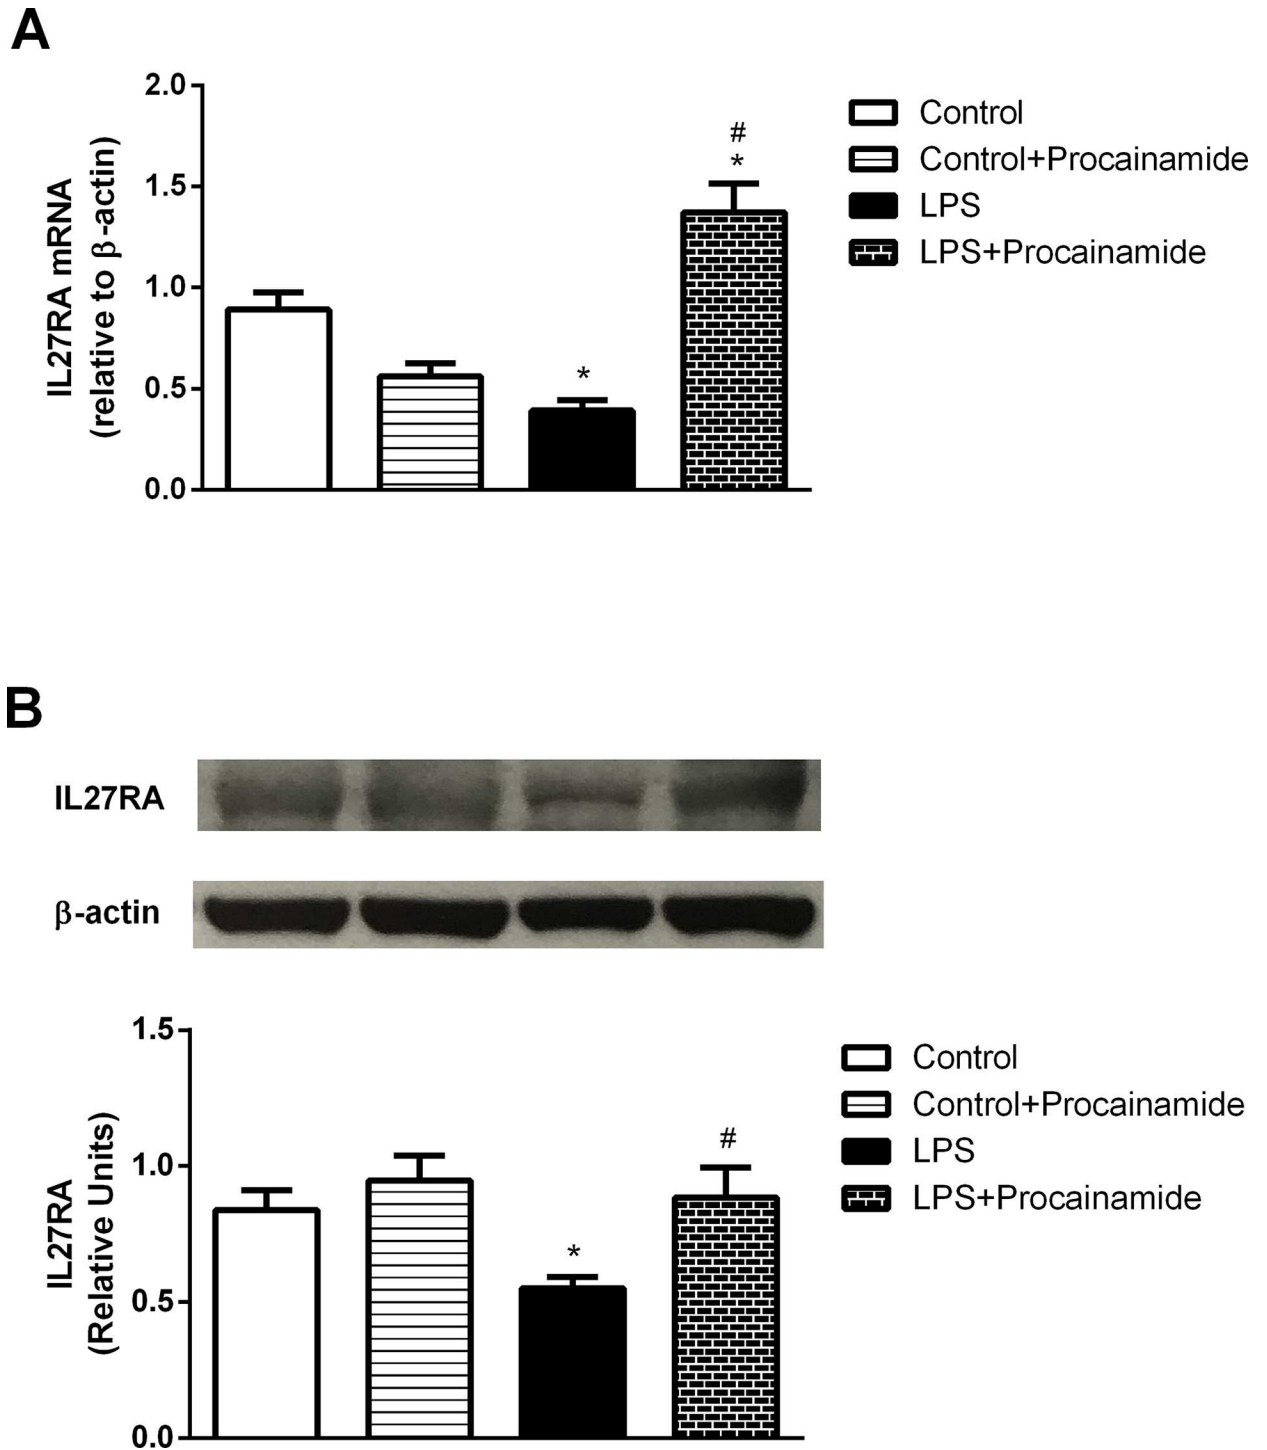 A
2.0
1.5
1.0
0.5
0.0
IL27RA mRNA
(relative to β-actin)
*
#
*
Control
Control+Procainamide
LPS
LPS+Procainamide
B
IL27RA
β-actin
1.5
1.0
0.5
0.0
IL27RA
(Relative Units)
*
#
Control
Control+Procainamide
LPS
LPS+Procainamide